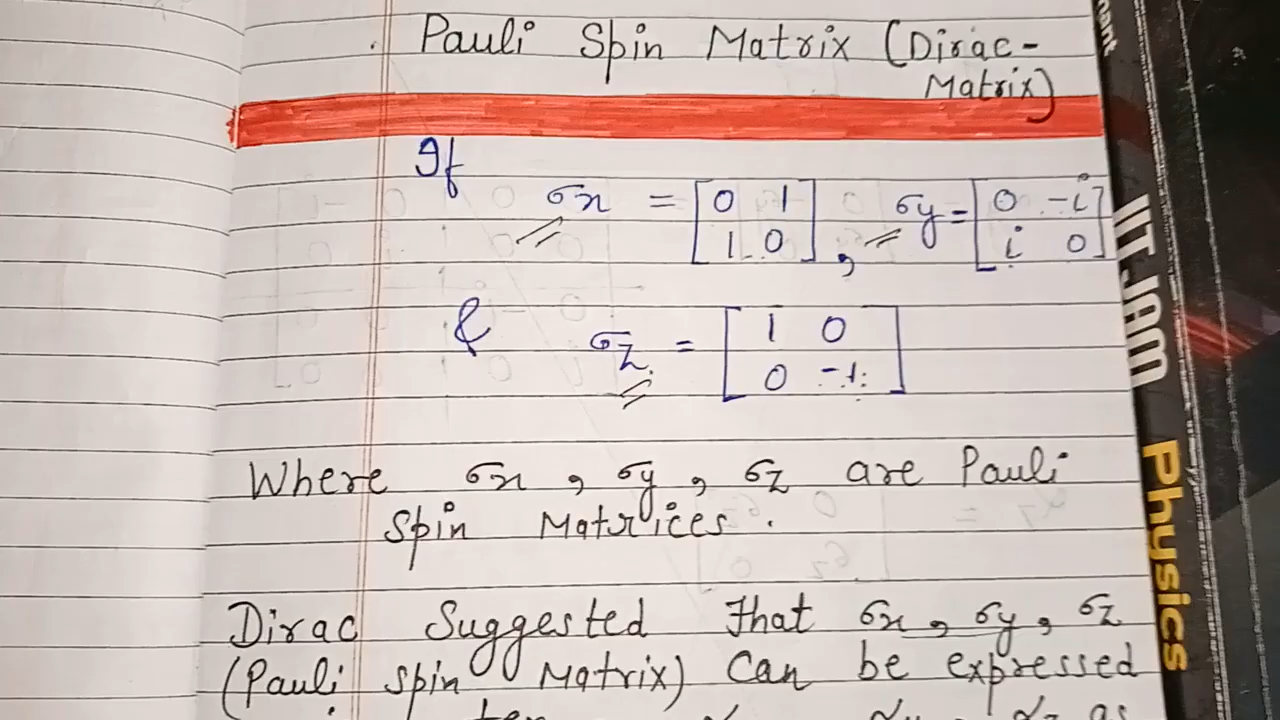 Pauli Spin Matrix (Dirac-
Matrix)
If
σx = [0 1
1 0], σy = [0 -i
i 0]
& σz = [1 0
0 -1]
Where σx, σy, σz are Pauli
Spin Matrices.
Dirac Suggested that σx, σy, σz
(Pauli spin Matrix) Can be expressed
IIT-JAM
Physics